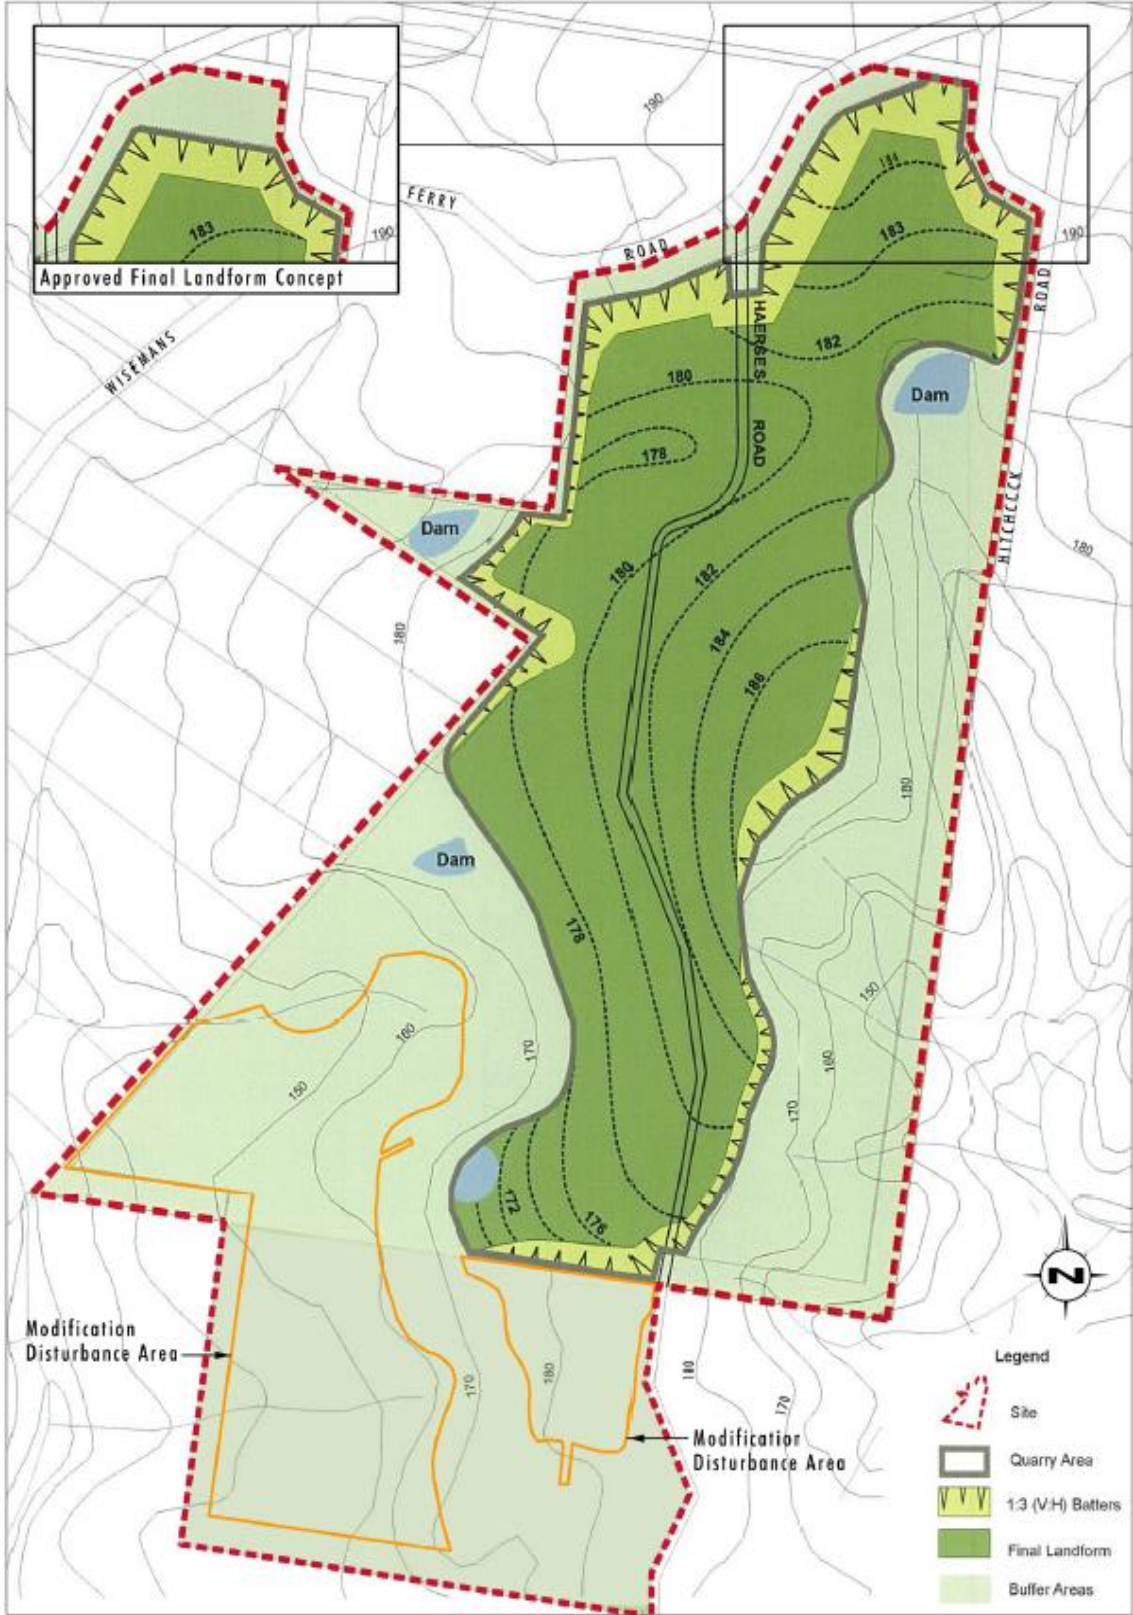 190
183
190
Approved Final Landform Concept
FERRY
ROAD
WISEMANS
184
183
190
ROAD
182
HAERSES
ROAD
180
178
Dam
HITCHCCCK
180
Dam
180
180
182
184
186
180
Dam
178
150
160
170
160
150
170
172
176
Modification
Disturbance Area
180
170
180
170
Modification
Disturbance Area
N
Legend
Site
Quarry Area
1:3 (V:H) Batters
Final Landform
Buffer Areas